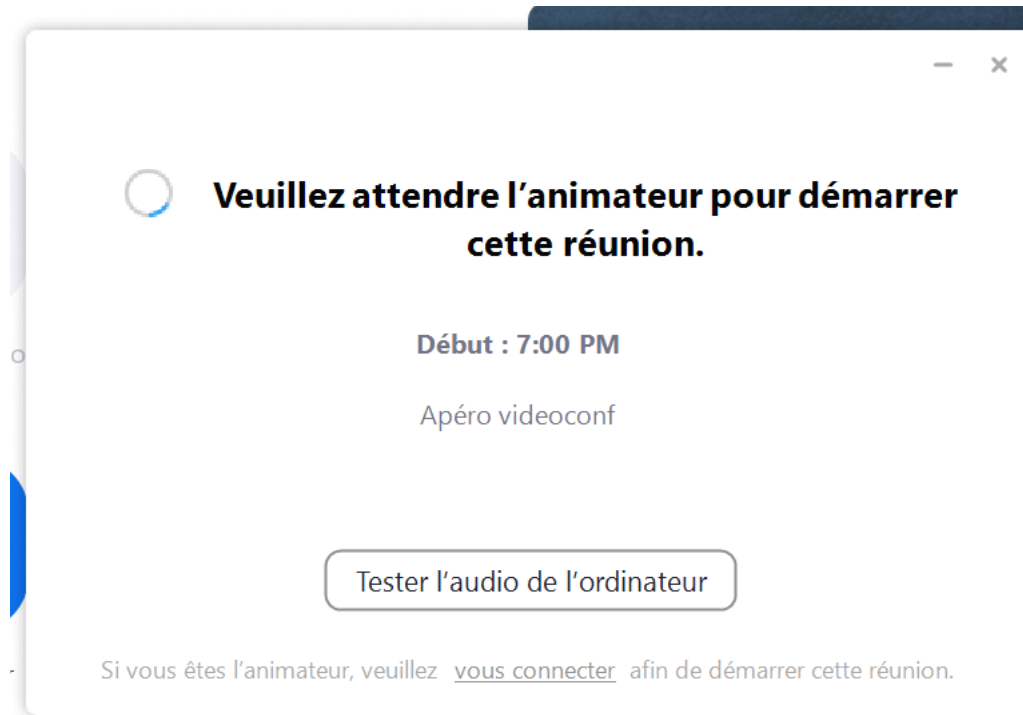 Veuillez attendre l’animateur pour démarrer
cette réunion.
Début : 7:00 PM
Apéro videoconf
Tester l’audio de l’ordinateur
Si vous êtes l’animateur, veuillez vous connecter afin de démarrer cette réunion.